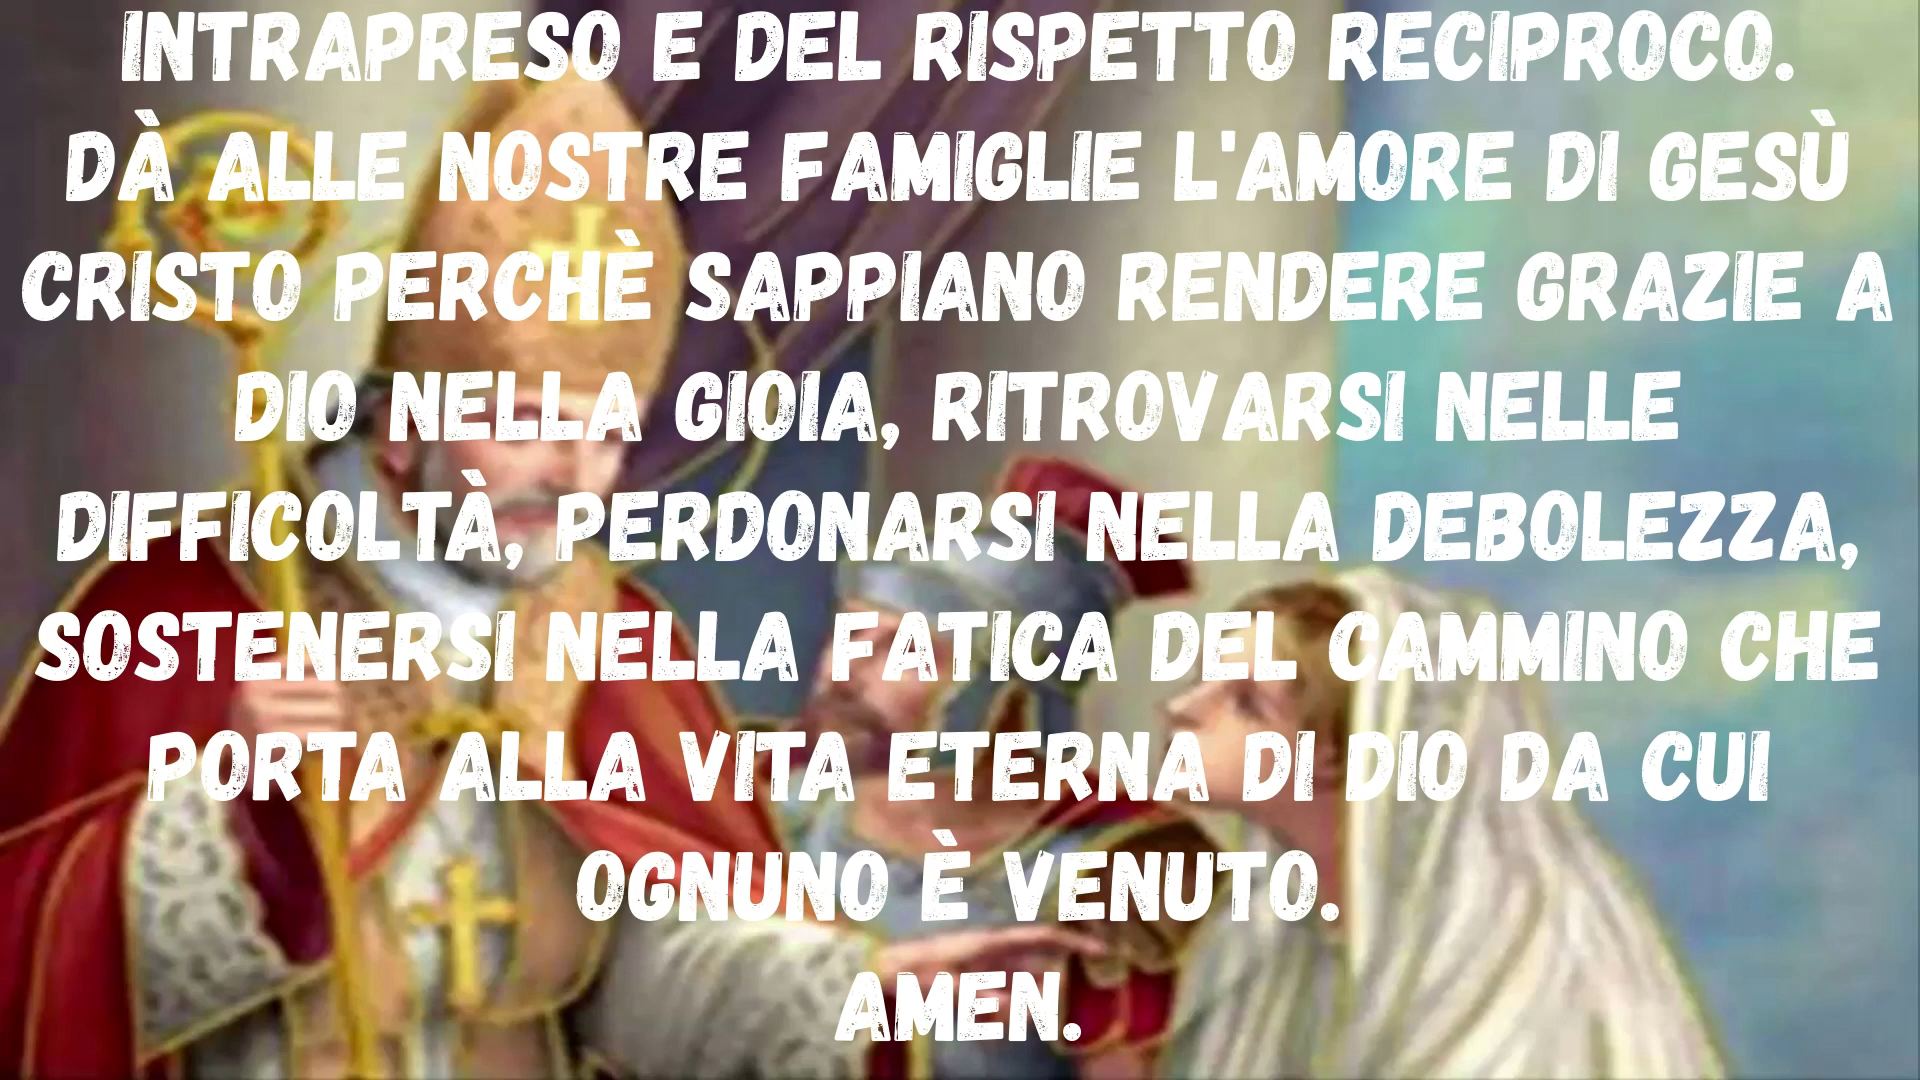 INTRAPRESO E DEL RISPETTO RECIPROCO.
DÀ ALLE NOSTRE FAMIGLIE L'AMORE DI GESÙ
CRISTO PERCHÈ SAPPIANO RENDERE GRAZIE A
DIO NELLA GIOIA, RITROVARSI NELLE
DIFFICOLTÀ, PERDONARSI NELLA DEBOLEZZA,
SOSTENERSI NELLA FATICA DEL CAMMINO CHE
PORTA ALLA VITA ETERNA DI DIO DA CUI
OGNUNO È VENUTO.
AMEN.